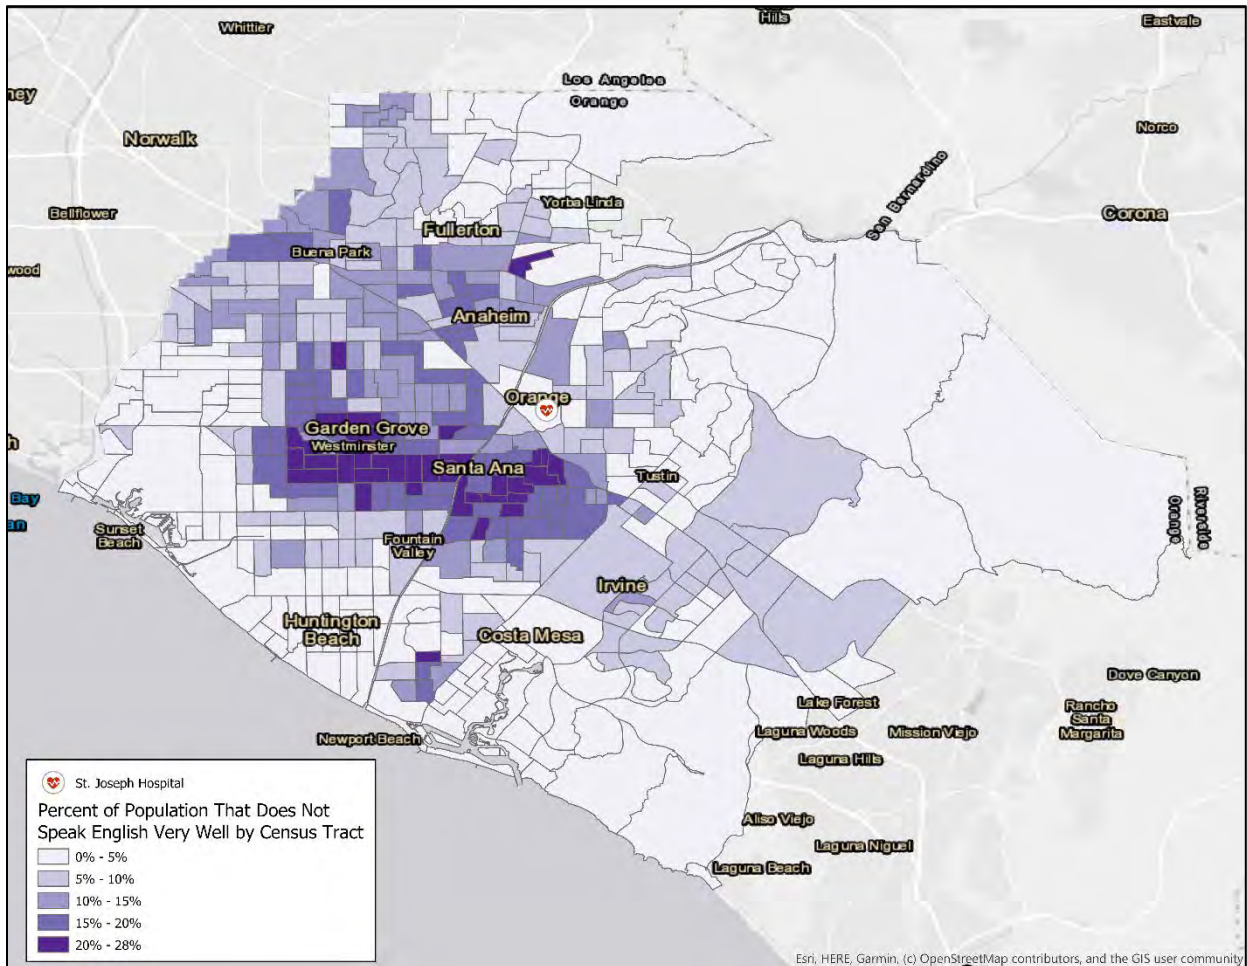 Whittier
Hills
Eastvale
Los Angeles
Orange
Norwalk
Norco
San Bernardino
Bellflower
Yorba Linda
Corona
Fullerton
Buena Park
wood
Anaheim
Orange
Garden Grove
Westminster
Santa Ana
Tustin
Bay
Riverside
Orange
Sunset
Beach
Fountain
Valley
Irvine
Huntington
Beach
Costa Mesa
Dove Canyon
Lake Forest
Rancho
Santa
Margarita
Laguna Woods
Mission Viejo
Newport Beach
Laguna Hills
Aliso Viejo
Laguna Niguel
Laguna Beach
St. Joseph Hospital
Percent of Population That Does Not
Speak English Very Well by Census Tract
0% - 5%
5% - 10%
10% - 15%
15% - 20%
20% - 28%
Esri, HERE, Garmin, (c) OpenStreetMap contributors, and the GIS user community